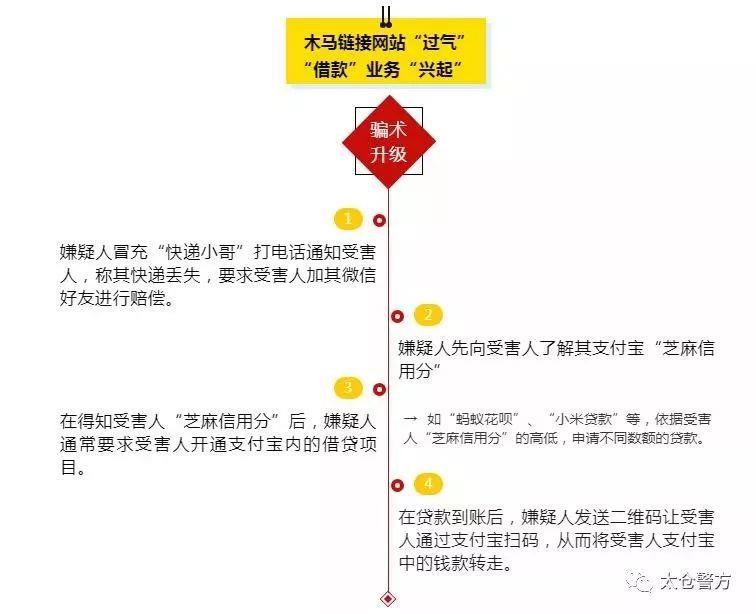 木马链接网站“过气”
“借款”业务“兴起”
骗术
升级
1
嫌疑人冒充“快递小哥”打电话通知受害
人，称其快递丢失，要求受害人加其微信
好友进行赔偿。
2
嫌疑人先向受害人了解其支付宝“芝麻信
用分”
3
在得知受害人“芝麻信用分”后，嫌疑人
通常要求受害人开通支付宝内的借贷项
目。
→ 如“蚂蚁花呗”、“小米贷款”等，依据受害
人“芝麻信用分”的高低，申请不同数额的贷款。
4
在贷款到账后，嫌疑人发送二维码让受害
人通过支付宝扫码，从而将受害人支付宝
中的钱款转走。
太仓警方